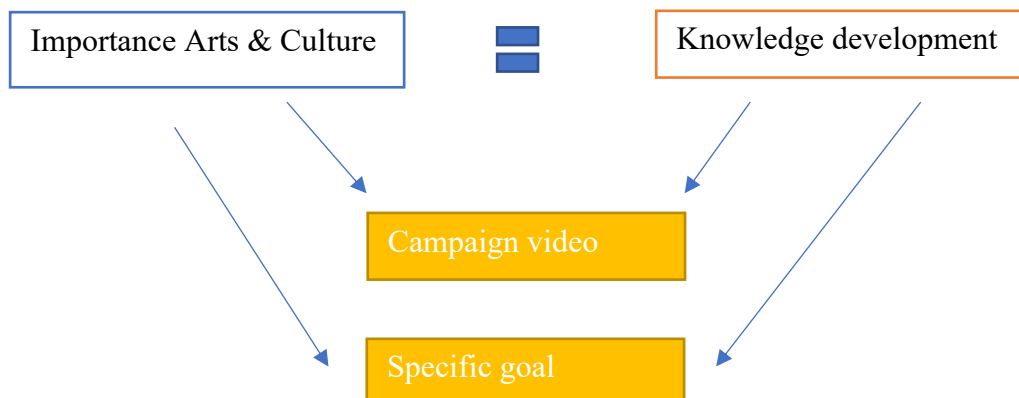 Importance Arts & Culture
Knowledge development
Campaign video
Specific goal